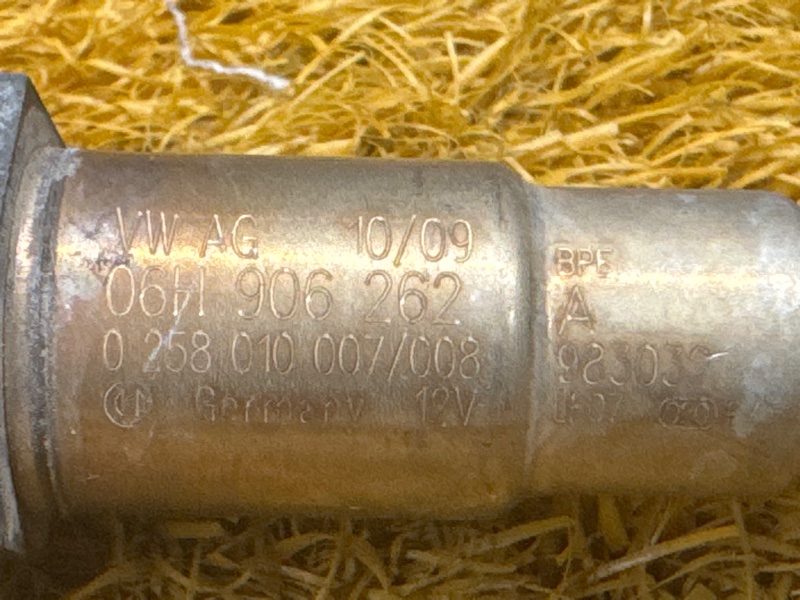 VW AG 10/09
06H 906 262
0 258 010 007/008
Germany 12V
BPE
A